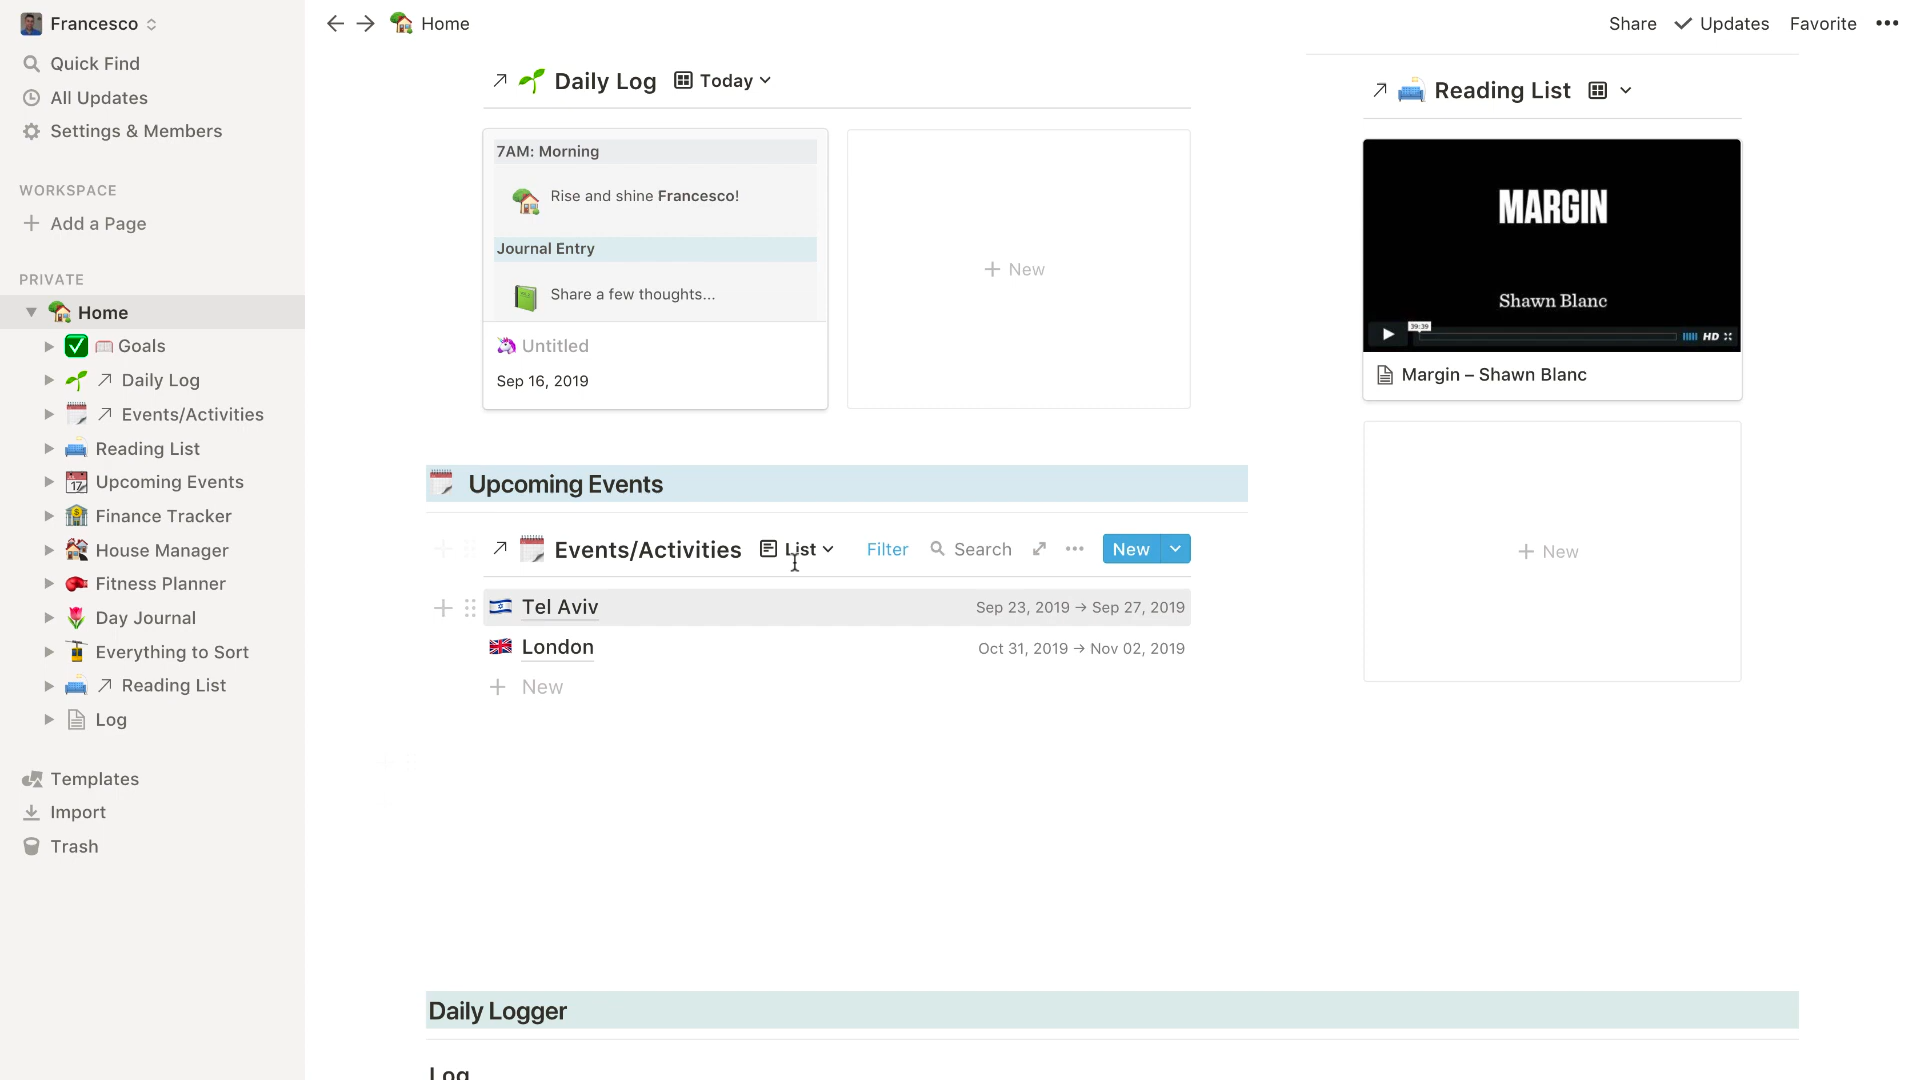 Francesco
Quick Find
All Updates
Settings & Members
WORKSPACE
Add a Page
PRIVATE
Home
Goals
Daily Log
Events/Activities
Reading List
Upcoming Events
Finance Tracker
House Manager
Fitness Planner
Day Journal
Everything to Sort
Reading List
Log
Templates
Import
Trash
Home
Share
Updates
Favorite
Daily Log
Today
7AM: Morning
Rise and shine Francesco!
Journal Entry
Share a few thoughts...
Untitled
Sep 16, 2019
New
Reading List
MARGIN
Shawn Blanc
39:39
HD
Margin – Shawn Blanc
New
Upcoming Events
Events/Activities
List
Filter
Search
New
Tel Aviv
Sep 23, 2019 → Sep 27, 2019
London
Oct 31, 2019 → Nov 02, 2019
New
Daily Logger
Log